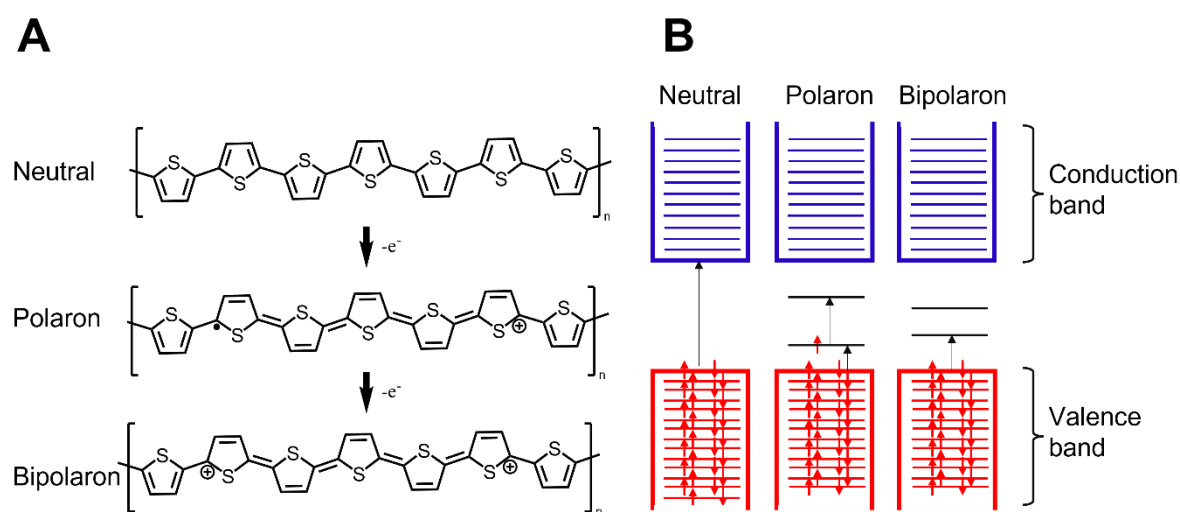 A
B
Neutral
Polaron
Bipolaron
Neutral
S S S S S S S
n
-e-
Conduction
band
Polaron
S S S S S S S
n
-e-
Valence
band
Bipolaron
S S S S S S S
n